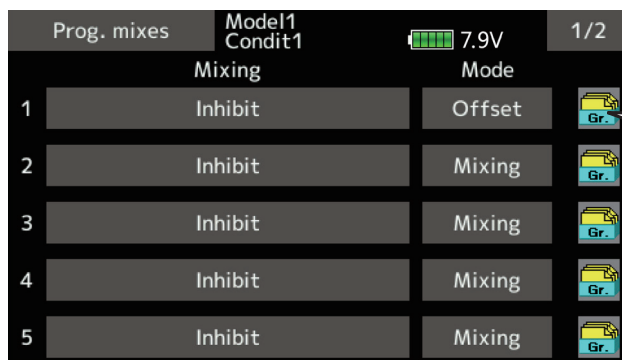 Prog. mixes Model1 Condit1 7.9V 1/2
Mixing Mode
1 Inhibit Offset Gr.
2 Inhibit Mixing Gr.
3 Inhibit Mixing Gr.
4 Inhibit Mixing Gr.
5 Inhibit Mixing Gr.